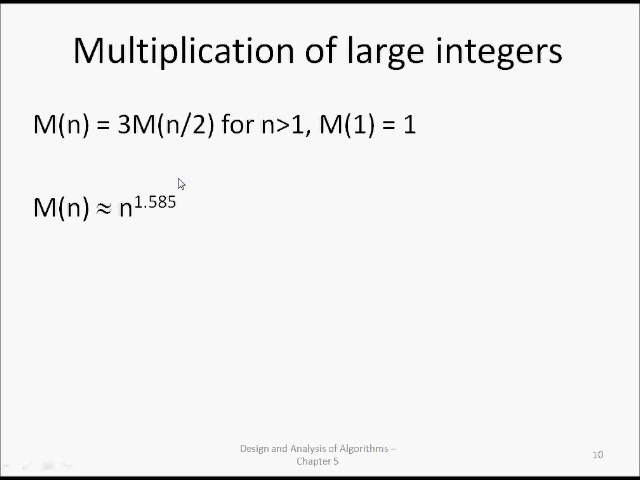 Multiplication of large integers
M(n) = 3M(n/2) for n>1, M(1) = 1
M(n) ≈ n^1.585
Design and Analysis of Algorithms –
Chapter 5
10